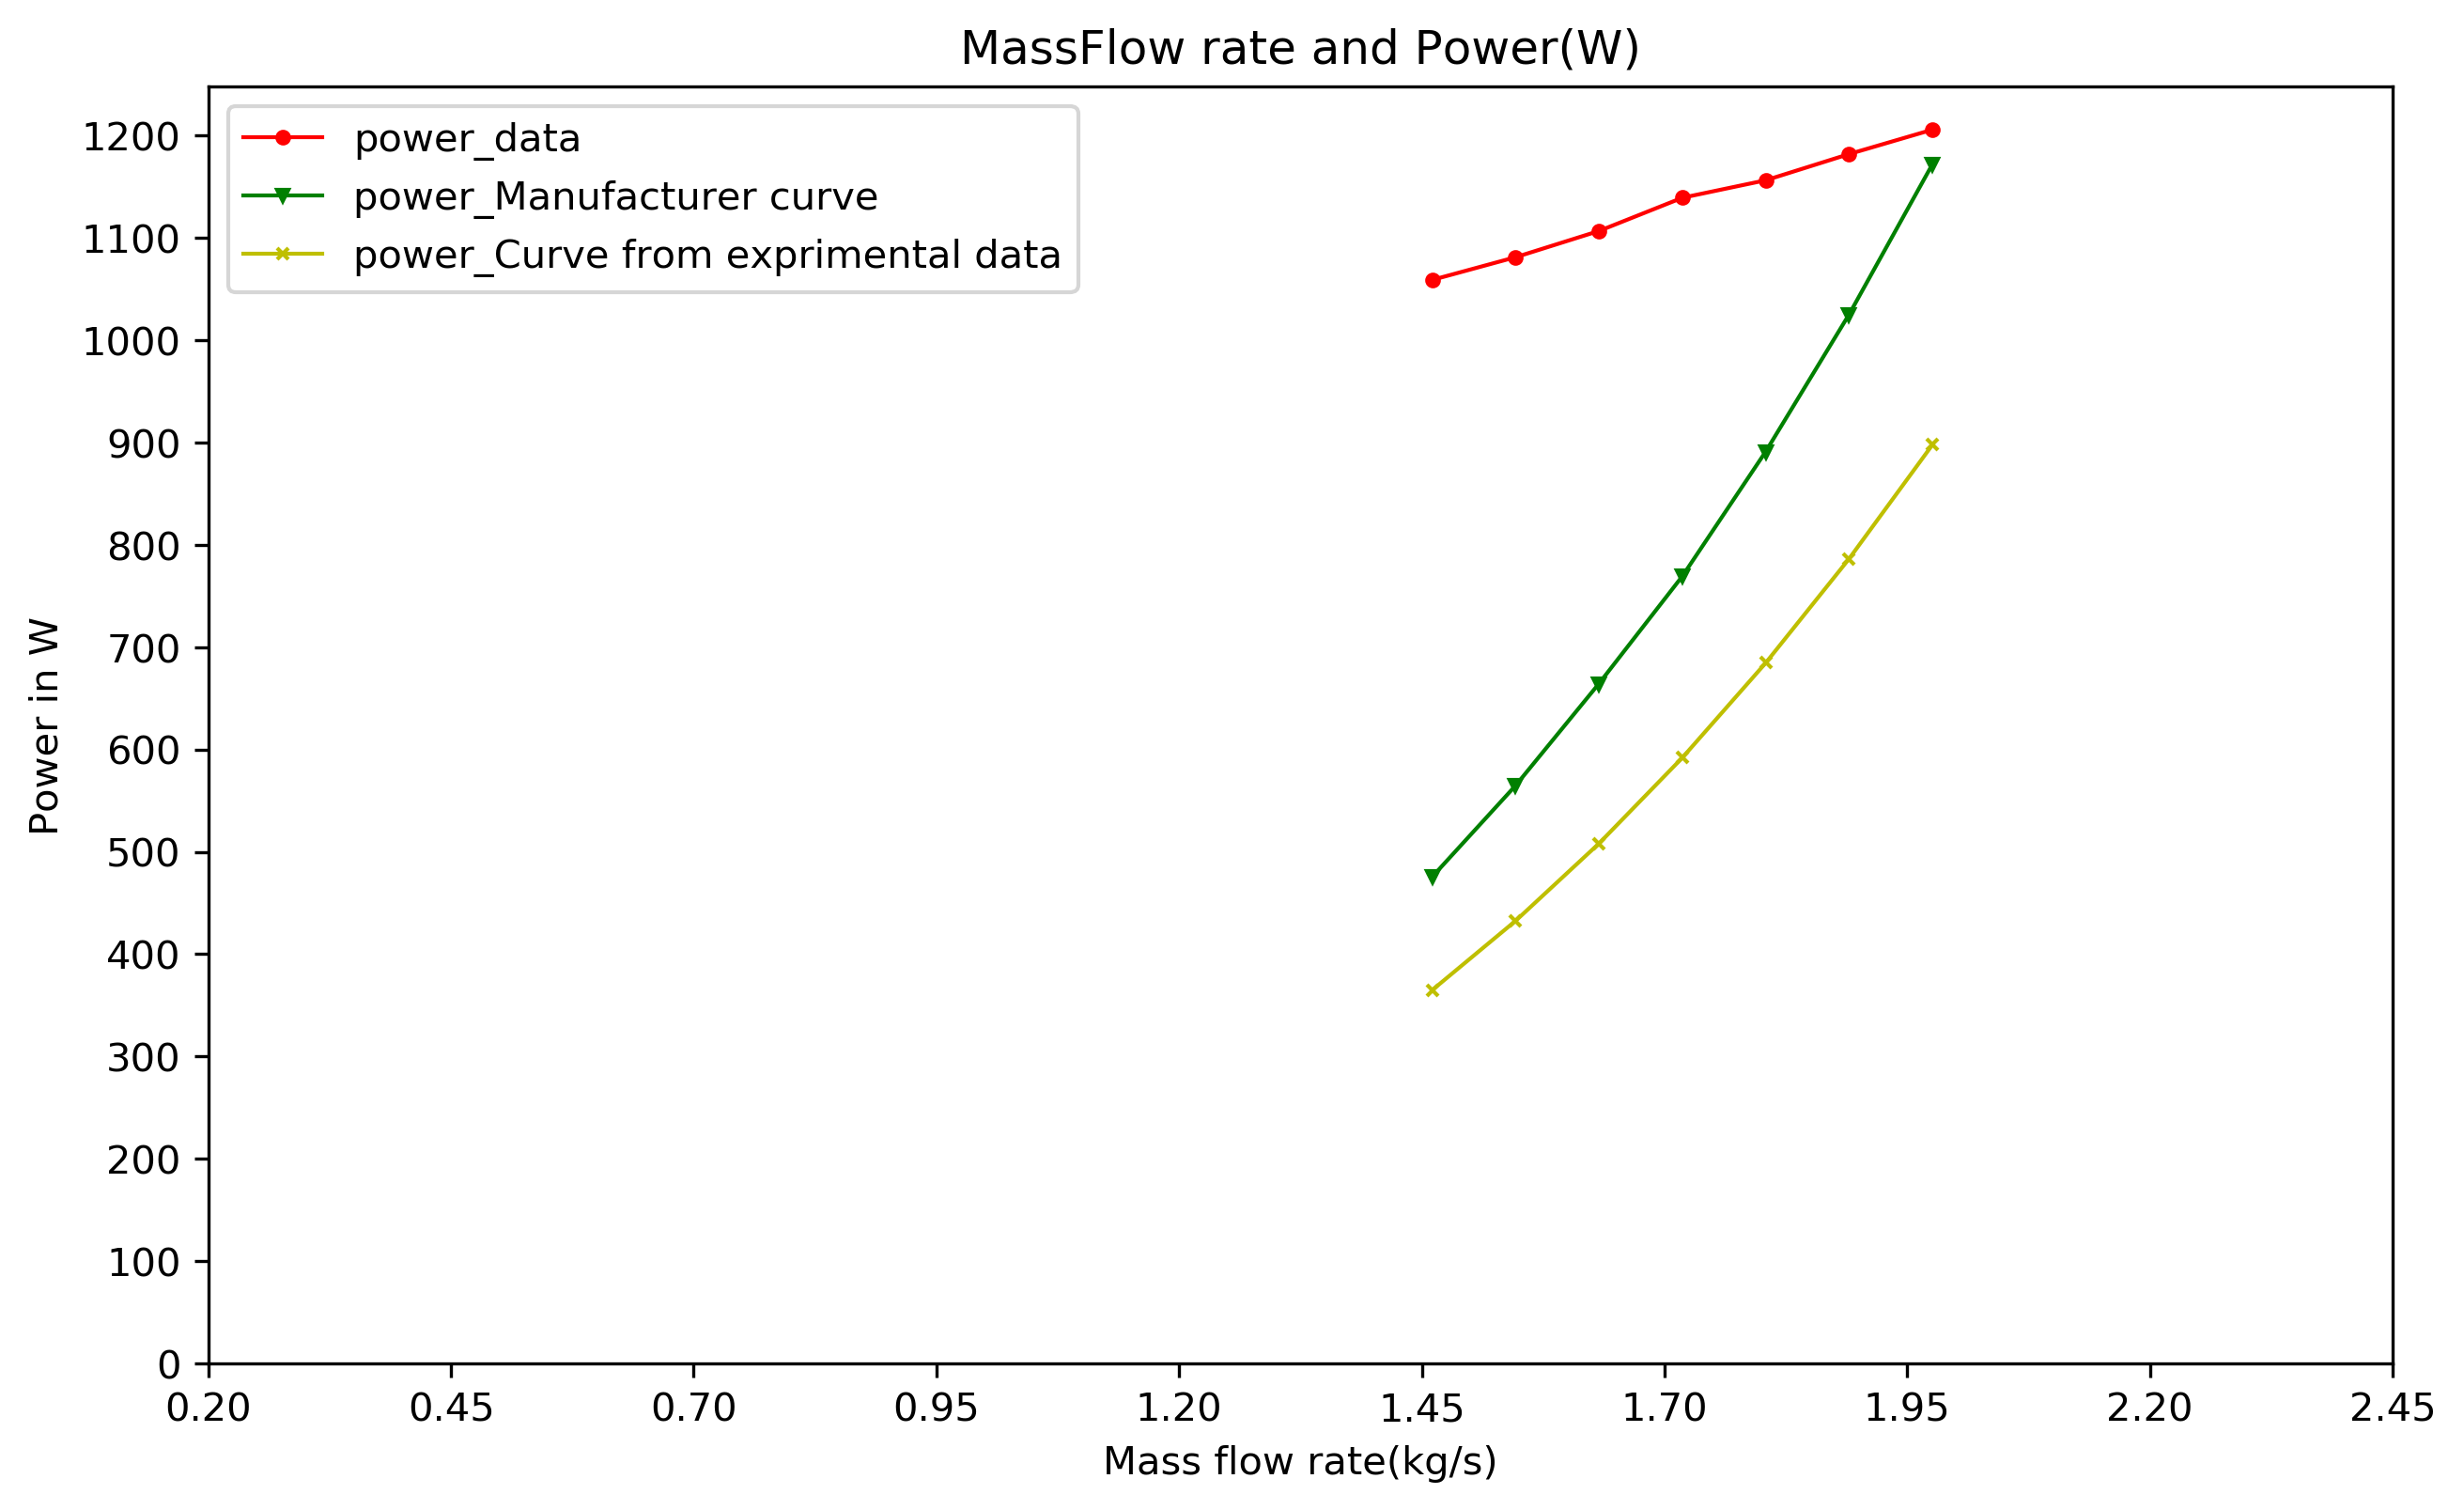 MassFlow rate and Power(W)
power_data
power_Manufacturer curve
power_Curve from exprimental data
1200
1100
1000
900
800
700
600
500
400
300
200
100
0
Power in W
0.20 0.45 0.70 0.95 1.20 1.45 1.70 1.95 2.20 2.45
Mass flow rate(kg/s)